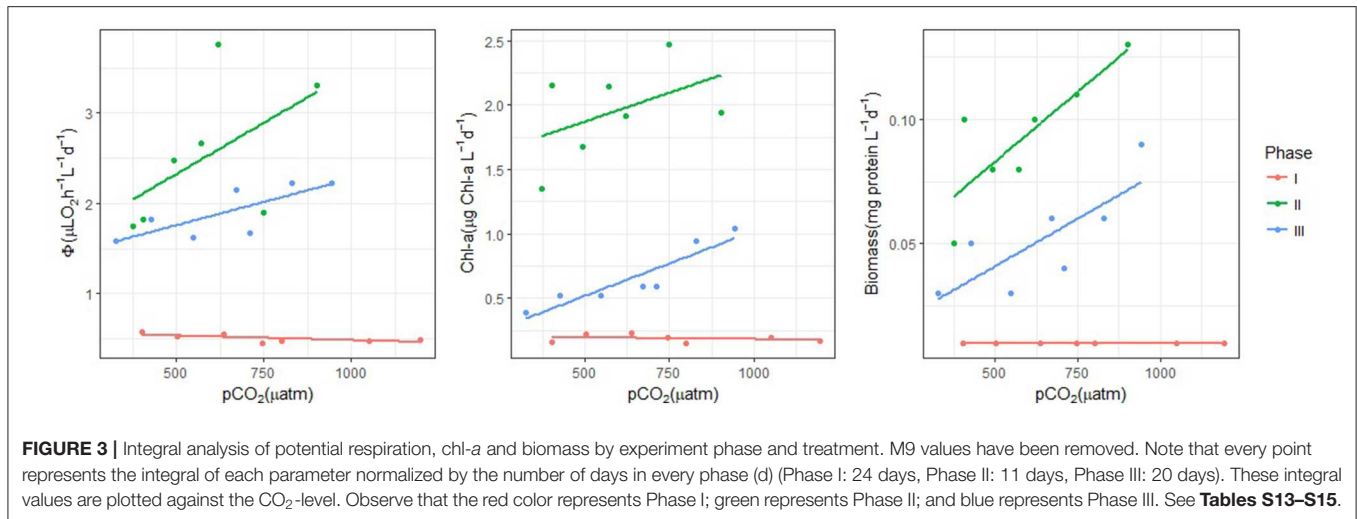 Φ(μLO₂h⁻¹L⁻¹d⁻¹)
3
2
1
500
750
1000
pCO₂(μatm)
Chl-a(μg Chl-a L⁻¹d⁻¹)
2.5
2.0
1.5
1.0
0.5
500
750
1000
pCO₂(μatm)
Biomass(mg protein L⁻¹d⁻¹)
0.10
0.05
500
750
1000
pCO₂(μatm)
Phase
I
II
III
FIGURE 3 | Integral analysis of potential respiration, chl-a and biomass by experiment phase and treatment. M9 values have been removed. Note that every point
represents the integral of each parameter normalized by the number of days in every phase (d) (Phase I: 24 days, Phase II: 11 days, Phase III: 20 days). These integral
values are plotted against the CO₂-level. Observe that the red color represents Phase I; green represents Phase II; and blue represents Phase III. See Tables S13–S15.